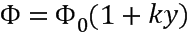 Φ = Φ₀(1 + ky)